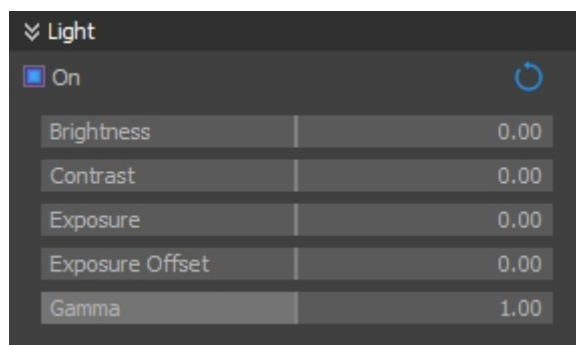 Light
On
Brightness 0.00
Contrast 0.00
Exposure 0.00
Exposure Offset 0.00
Gamma 1.00